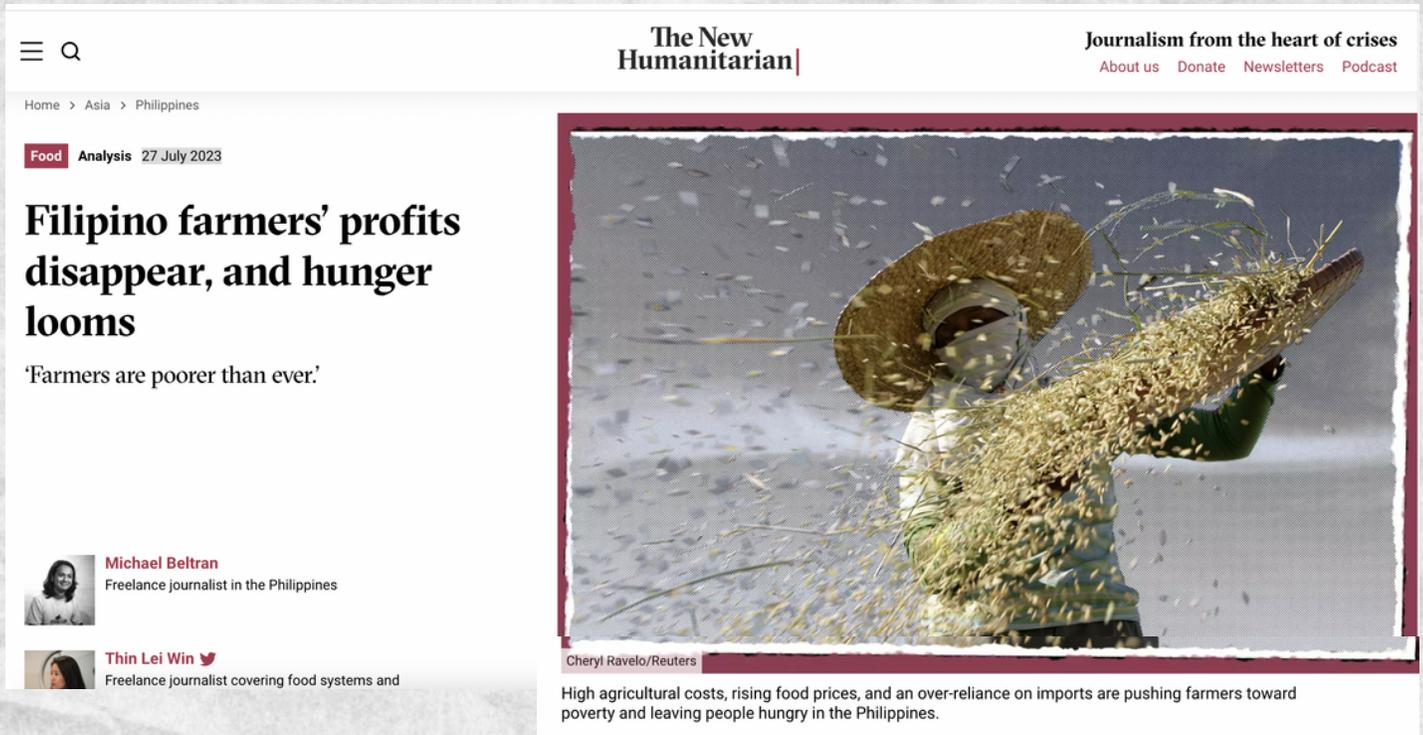 The New
Humanitarian
Journalism from the heart of crises
About us Donate Newsletters Podcast
Home > Asia > Philippines
Food Analysis 27 July 2023
Filipino farmers’ profits
disappear, and hunger
looms
‘Farmers are poorer than ever.’
Michael Beltran
Freelance journalist in the Philippines
Thin Lei Win
Freelance journalist covering food systems and
Cheryl Ravelo/Reuters
High agricultural costs, rising food prices, and an over-reliance on imports are pushing farmers toward
poverty and leaving people hungry in the Philippines.